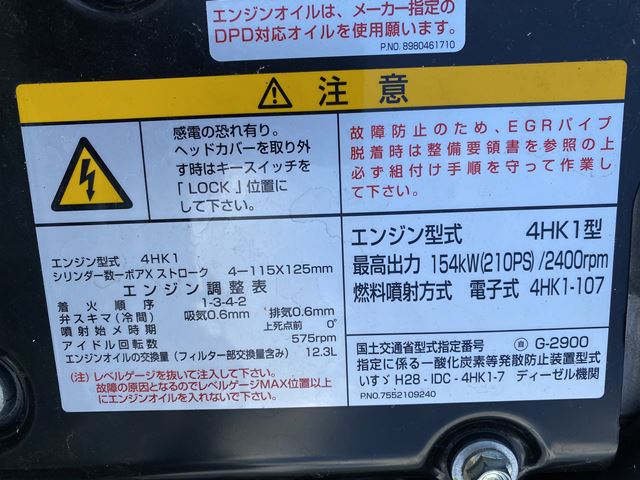 エンジンオイルは、メーカー指定の
DPD対応オイルを使用願います。
P.NO. 8980461710
注意
感電の恐れ有り。
ヘッドカバーを取り外
す時はキースイッチを
「LOCK」位置に
して下さい。
故障防止のため、EGRパイプ
脱着時は整備要領書を参照の上
必ず組付け手順を守って作業し
て下さい。
エンジン型式 4HK1
シリンダー数−ボアXストローク 4−115X125mm
エンジン調整表
着火順序 1-3-4-2
弁スキマ(冷間) 吸気0.6mm 排気0.6mm
噴射始メ時期 上死点前 0°
アイドル回転数 575rpm
エンジンオイルの交換量(フィルター部交換量含み) 12.3L
(注)レベルゲージを抜いて注入して下さい。
故障の原因となるのでレベルゲージMAX位置以上
にエンジンオイルを入れないで下さい。
エンジン型式 4HK1型
最高出力 154kW(210PS)/2400rpm
燃料噴射方式 電子式 4HK1-107
国土交通省型式指定番号 自 G-2900
指定に係る一酸化炭素等発散防止装置型式
いすゞ H28-IDC-4HK1-7 ディーゼル機関
P.NO.7552109240